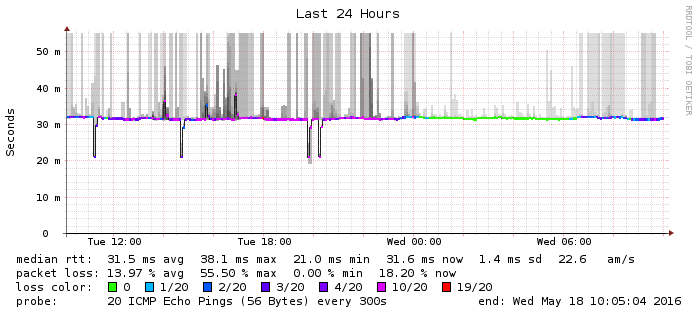 Last 24 Hours
RRDTOOL / TOBI OETIKER
Seconds
50 m
40 m
30 m
20 m
10 m
0
Tue 12:00 Tue 18:00 Wed 00:00 Wed 06:00
median rtt: 31.5 ms avg 38.1 ms max 21.0 ms min 31.6 ms now 1.4 ms sd 22.6 am/s
packet loss: 13.97 % avg 55.50 % max 0.00 % min 18.20 % now
loss color: 0 1/20 2/20 3/20 4/20 10/20 19/20
probe: 20 ICMP Echo Pings (56 Bytes) every 300s end: Wed May 18 10:05:04 2016